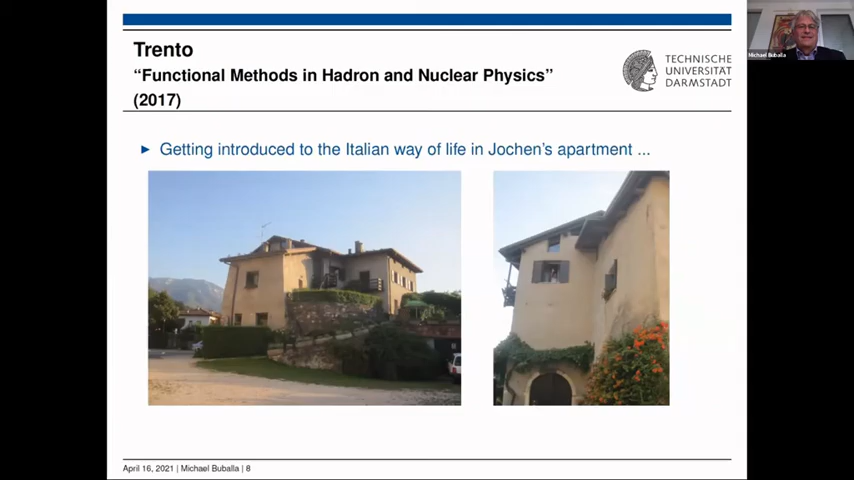 Trento
“Functional Methods in Hadron and Nuclear Physics”
(2017)
TECHNISCHE
UNIVERSITÄT
DARMSTADT
► Getting introduced to the Italian way of life in Jochen’s apartment ...
April 16, 2021 | Michael Buballa | 8
Michael Buballa